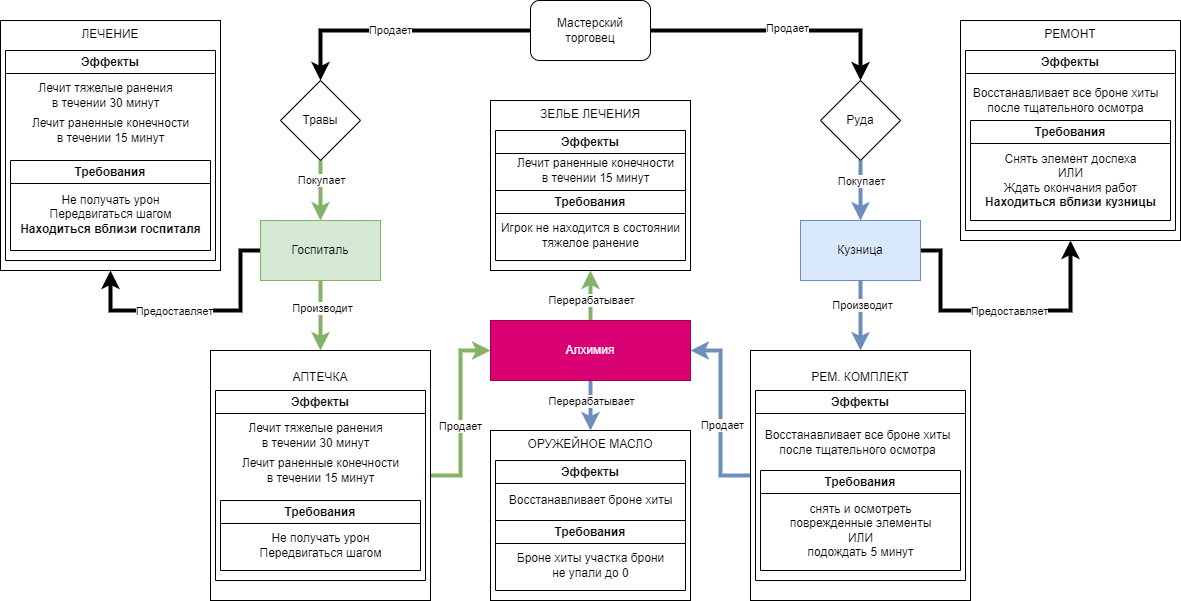 Мастерский
торговец
Продает
Продает
ЛЕЧЕНИЕ
Эффекты
Лечит тяжелые ранения
в течении 30 минут
Лечит раненные конечности
в течении 15 минут
Требования
Не получать урон
Передвигаться шагом
Находиться вблизи госпиталя
Травы
Покупает
Госпиталь
Предоставляет
Производит
АПТЕЧКА
Эффекты
Лечит тяжелые ранения
в течении 30 минут
Лечит раненные конечности
в течении 15 минут
Требования
Не получать урон
Передвигаться шагом
Продает
ЗЕЛЬЕ ЛЕЧЕНИЯ
Эффекты
Лечит раненные конечности
в течении 15 минут
Требования
Игрок не находится в состоянии
тяжелое ранение
Перерабатывает
Алхимия
Перерабатывает
ОРУЖЕЙНОЕ МАСЛО
Эффекты
Восстанавливает броне хиты
Требования
Броне хиты участка брони
не упали до 0
Руда
Покупает
Кузница
Предоставляет
Производит
РЕМ. КОМПЛЕКТ
Эффекты
Восстанавливает все броне хиты
после тщательного осмотра
Требования
снять и осмотреть
поврежденные элементы
ИЛИ
подождать 5 минут
Продает
РЕМОНТ
Эффекты
Восстанавливает все броне хиты
после тщательного осмотра
Требования
Снять элемент доспеха
ИЛИ
Ждать окончания работ
Находиться вблизи кузницы